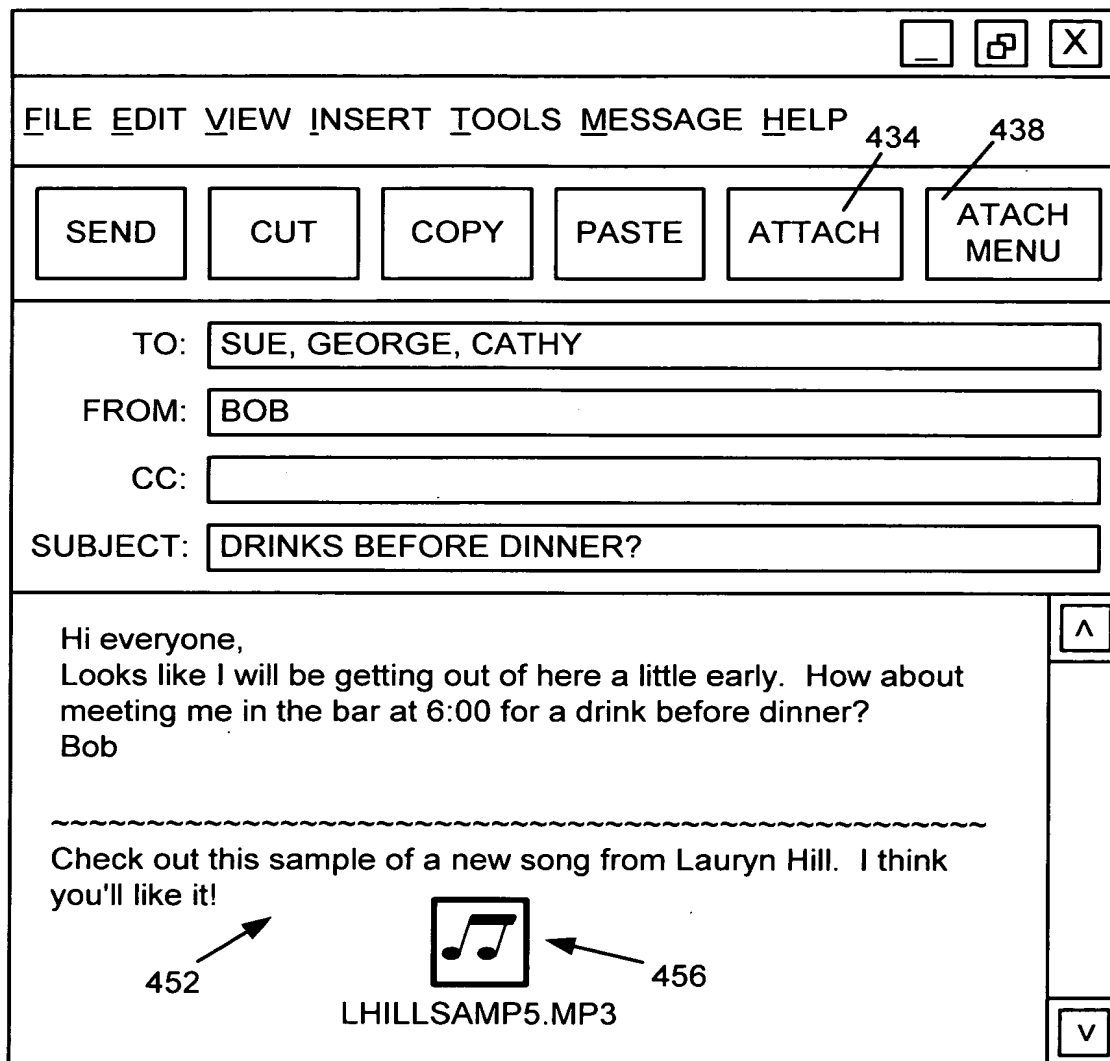 _ X
FILE EDIT VIEW INSERT TOOLS MESSAGE HELP
434 438
SEND CUT COPY PASTE ATTACH ATACH
MENU
TO: SUE, GEORGE, CATHY
FROM: BOB
CC:
SUBJECT: DRINKS BEFORE DINNER?
Hi everyone,
Looks like I will be getting out of here a little early. How about
meeting me in the bar at 6:00 for a drink before dinner?
Bob
~~~~~~~~~~~~~~~~~~~~~~~~~~~~~~~~~~~~~~~~~~~~~~~~~
Check out this sample of a new song from Lauryn Hill. I think
you'll like it!
452 456
LHILLSAMP5.MP3